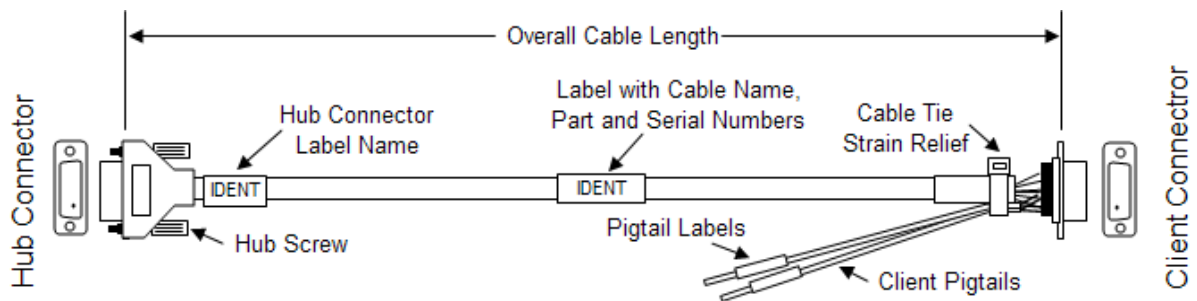 Overall Cable Length
Hub Connector
Hub Connector
Label Name
Label with Cable Name,
Part and Serial Numbers
Cable Tie
Strain Relief
Client Connectror
IDENT
IDENT
Hub Screw
Pigtail Labels
Client Pigtails